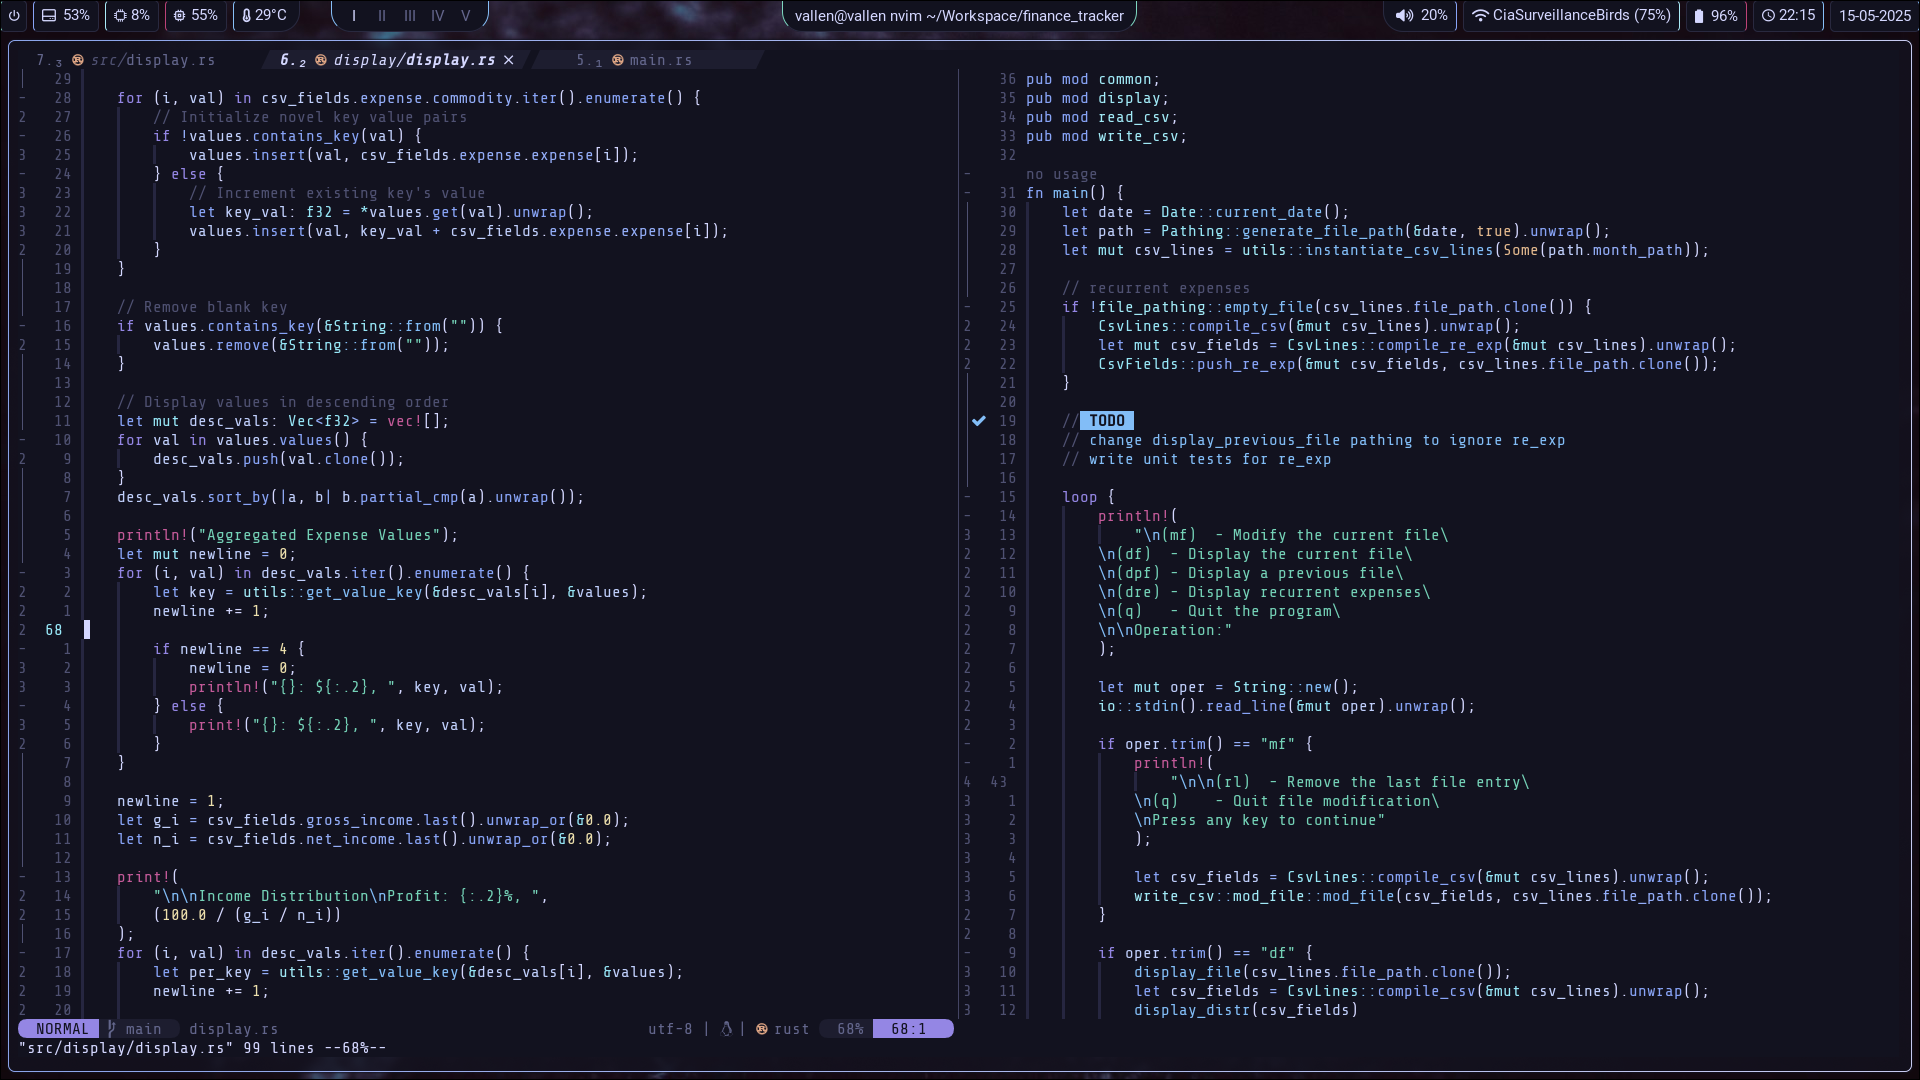 53% 8% 55% 29°C I II III IV V vallen@vallen nvim ~/Workspace/finance_tracker 20% CiaSurveillanceBirds (75%) 96% 22:15 15-05-2025
7.3 src/display.rs 6.2 display/display.rs × 5.1 main.rs
29
- 28 for (i, val) in csv_fields.expense.commodity.iter().enumerate() {
2 27 // Initialize novel key value pairs
- 26 if !values.contains_key(val) {
3 25 values.insert(val, csv_fields.expense.expense[i]);
- 24 } else {
3 23 // Increment existing key's value
3 22 let key_val: f32 = *values.get(val).unwrap();
3 21 values.insert(val, key_val + csv_fields.expense.expense[i]);
2 20 }
19 }
18
17 // Remove blank key
- 16 if values.contains_key(&String::from("")) {
2 15 values.remove(&String::from(""));
14 }
13
12 // Display values in descending order
11 let mut desc_vals: Vec<f32> = vec![];
- 10 for val in values.values() {
2 9 desc_vals.push(val.clone());
8 }
7 desc_vals.sort_by(|a, b| b.partial_cmp(a).unwrap());
6
5 println!("Aggregated Expense Values");
4 let mut newline = 0;
- 3 for (i, val) in desc_vals.iter().enumerate() {
2 2 let key = utils::get_value_key(&desc_vals[i], &values);
2 1 newline += 1;
2 68
- 1 if newline == 4 {
3 2 newline = 0;
3 3 println!("{}: ${:.2}, ", key, val);
- 4 } else {
3 5 print!("{}: ${:.2}, ", key, val);
2 6 }
7 }
8
9 newline = 1;
10 let g_i = csv_fields.gross_income.last().unwrap_or(&0.0);
11 let n_i = csv_fields.net_income.last().unwrap_or(&0.0);
12
- 13 print!(
2 14 "\n\nIncome Distribution\nProfit: {:.2}%, ",
2 15 (100.0 / (g_i / n_i))
16 );
- 17 for (i, val) in desc_vals.iter().enumerate() {
2 18 let per_key = utils::get_value_key(&desc_vals[i], &values);
2 19 newline += 1;
2 20
NORMAL main display.rs utf-8 | | rust 68% 68:1
"src/display/display.rs" 99 lines --68%--
36 pub mod common;
35 pub mod display;
34 pub mod read_csv;
33 pub mod write_csv;
32
- no usage
- 31 fn main() {
30 let date = Date::current_date();
29 let path = Pathing::generate_file_path(&date, true).unwrap();
28 let mut csv_lines = utils::instantiate_csv_lines(Some(path.month_path));
27
26 // recurrent expenses
- 25 if !file_pathing::empty_file(csv_lines.file_path.clone()) {
2 24 CsvLines::compile_csv(&mut csv_lines).unwrap();
2 23 let mut csv_fields = CsvLines::compile_re_exp(&mut csv_lines).unwrap();
2 22 CsvFields::push_re_exp(&mut csv_fields, csv_lines.file_path.clone());
21 }
20
19 // TODO
18 // change display_previous_file pathing to ignore re_exp
17 // write unit tests for re_exp
16
- 15 loop {
- 14 println!(
3 13 "\n(mf)  - Modify the current file\
2 12 \n(df)  - Display the current file\
2 11 \n(dpf) - Display a previous file\
2 10 \n(dre) - Display recurrent expenses\
2 9 \n(q)   - Quit the program\
2 8 \n\nOperation:"
2 7 );
2 6
2 5 let mut oper = String::new();
2 4 io::stdin().read_line(&mut oper).unwrap();
2 3
- 2 if oper.trim() == "mf" {
- 1 println!(
4 43 "\n\n(rl)  - Remove the last file entry\
3 1 \n(q)    - Quit file modification\
3 2 \nPress any key to continue"
3 3 );
3 4
3 5 let csv_fields = CsvLines::compile_csv(&mut csv_lines).unwrap();
3 6 write_csv::mod_file::mod_file(csv_fields, csv_lines.file_path.clone());
2 7 }
2 8
- 9 if oper.trim() == "df" {
3 10 display_file(csv_lines.file_path.clone());
3 11 let csv_fields = CsvLines::compile_csv(&mut csv_lines).unwrap();
3 12 display_distr(csv_fields)